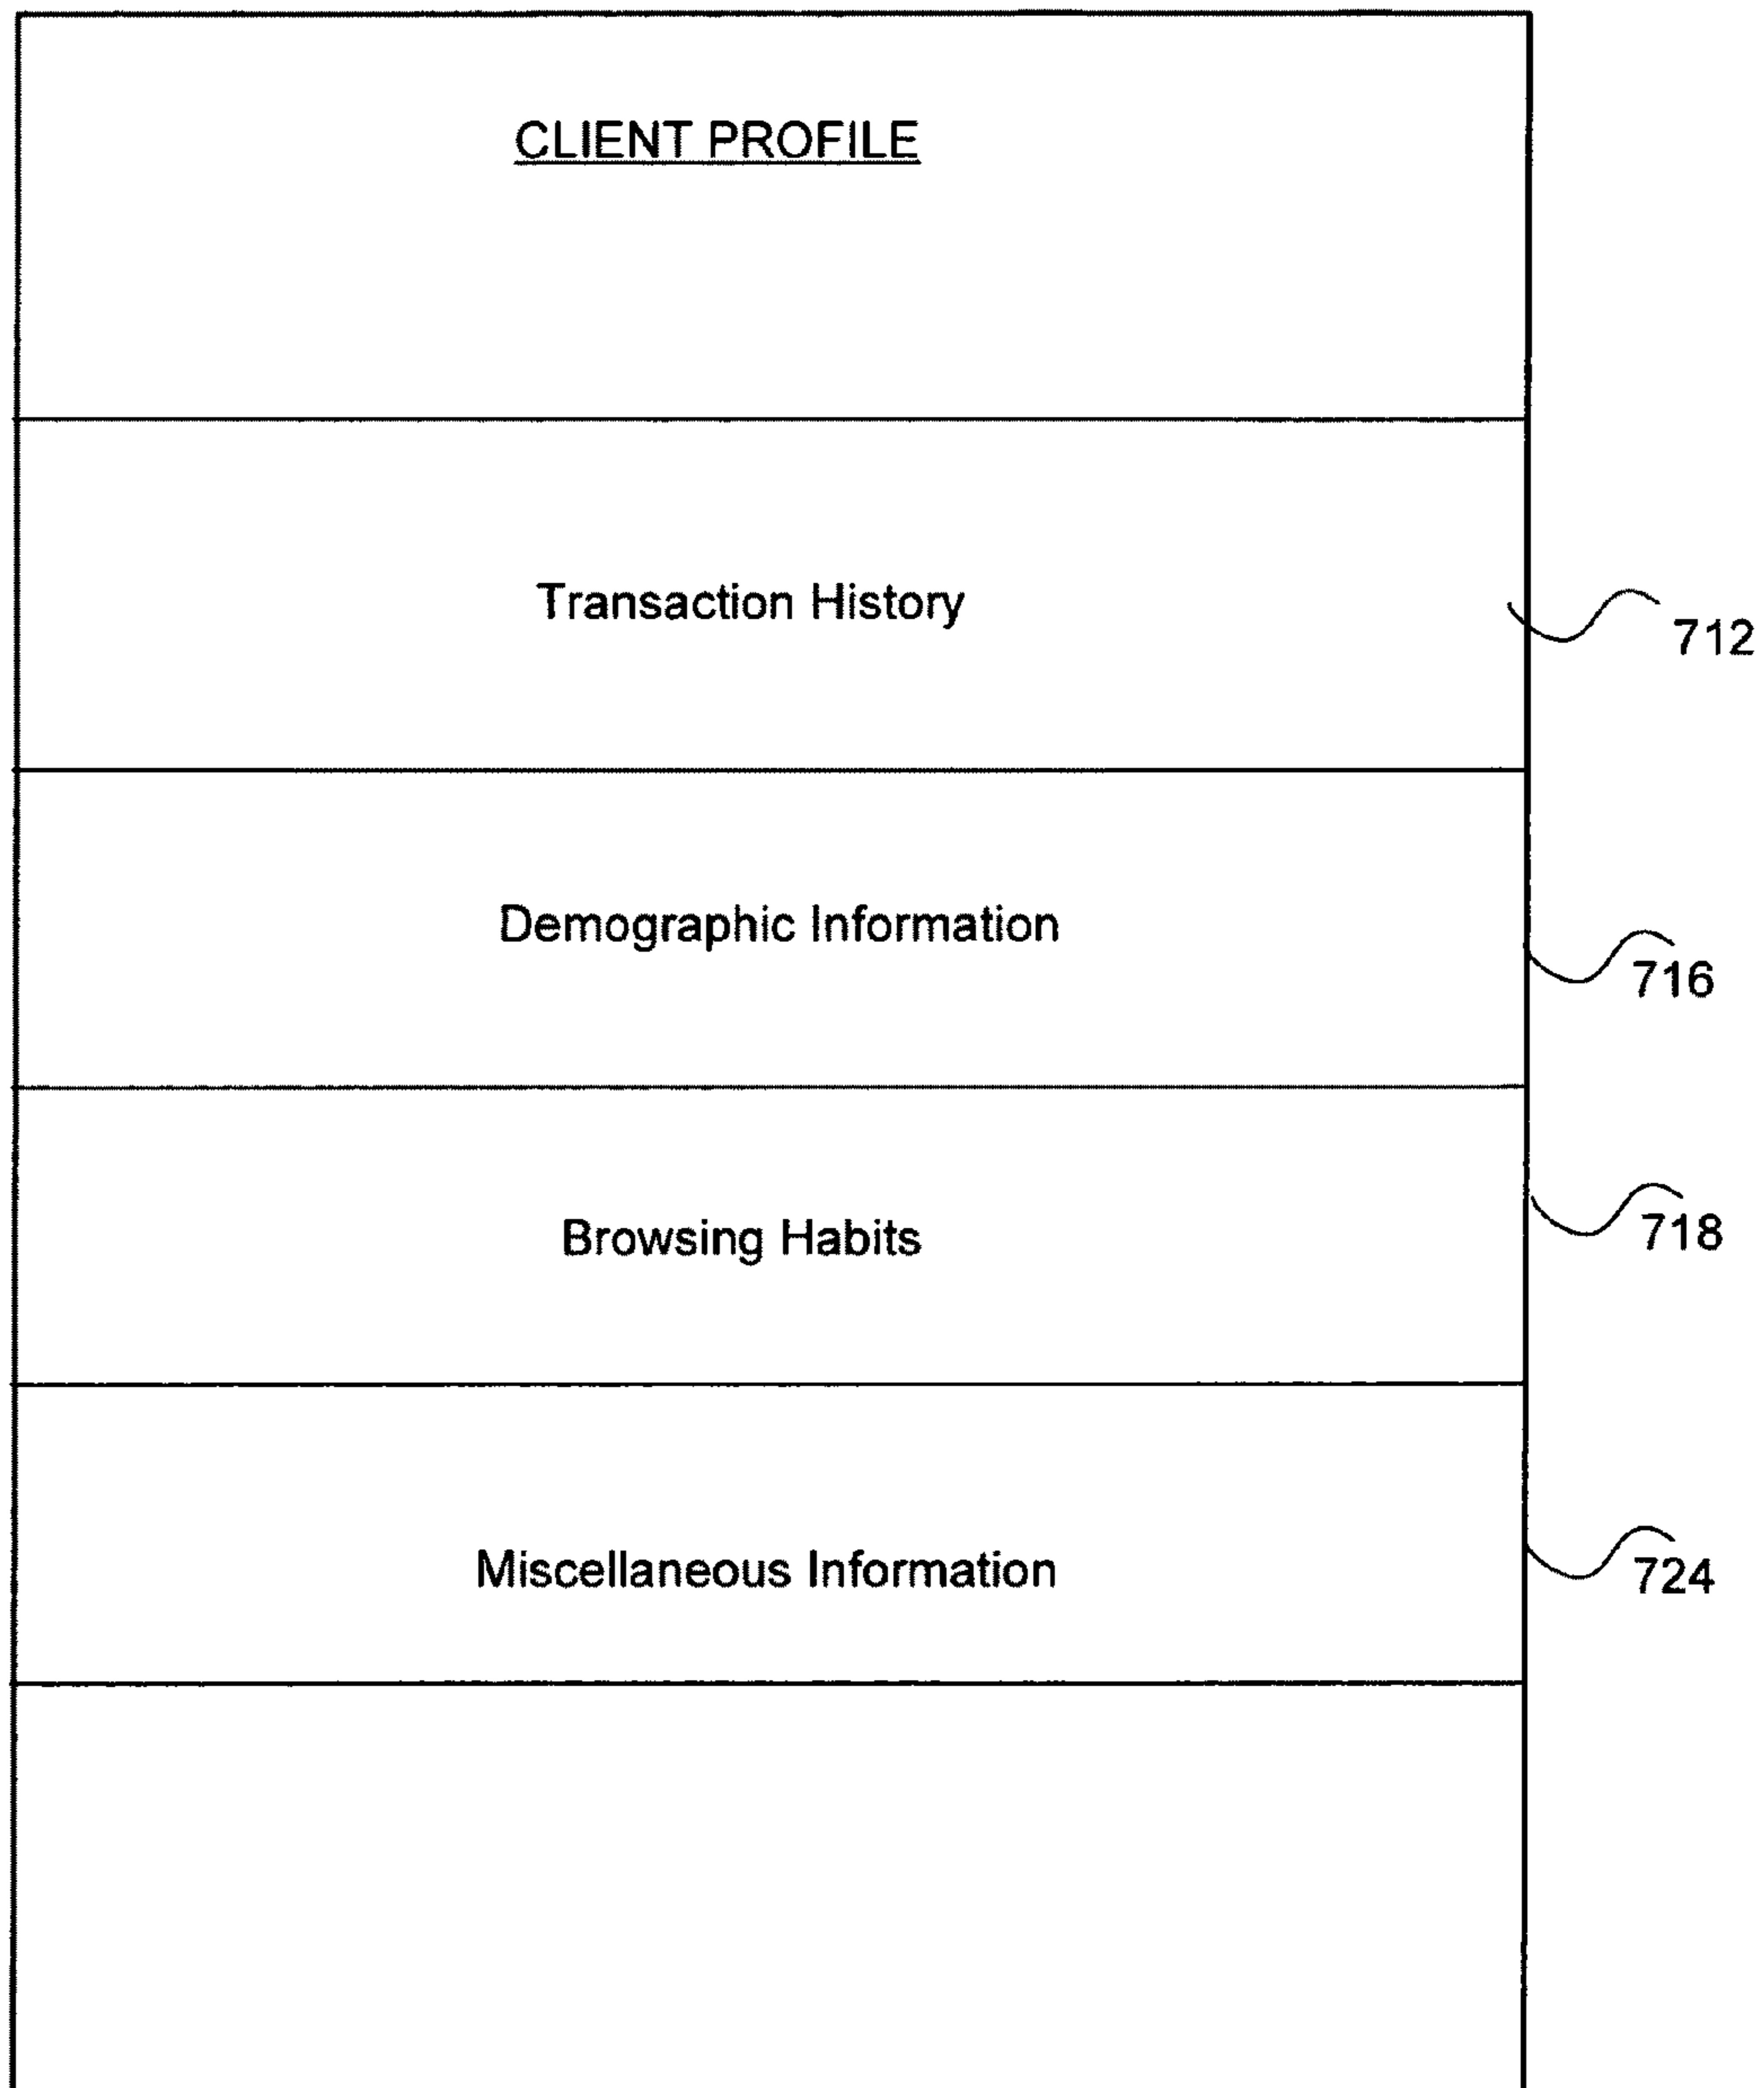 CLIENT PROFILE
Transaction History
712
Demographic Information
716
Browsing Habits
718
Miscellaneous Information
724